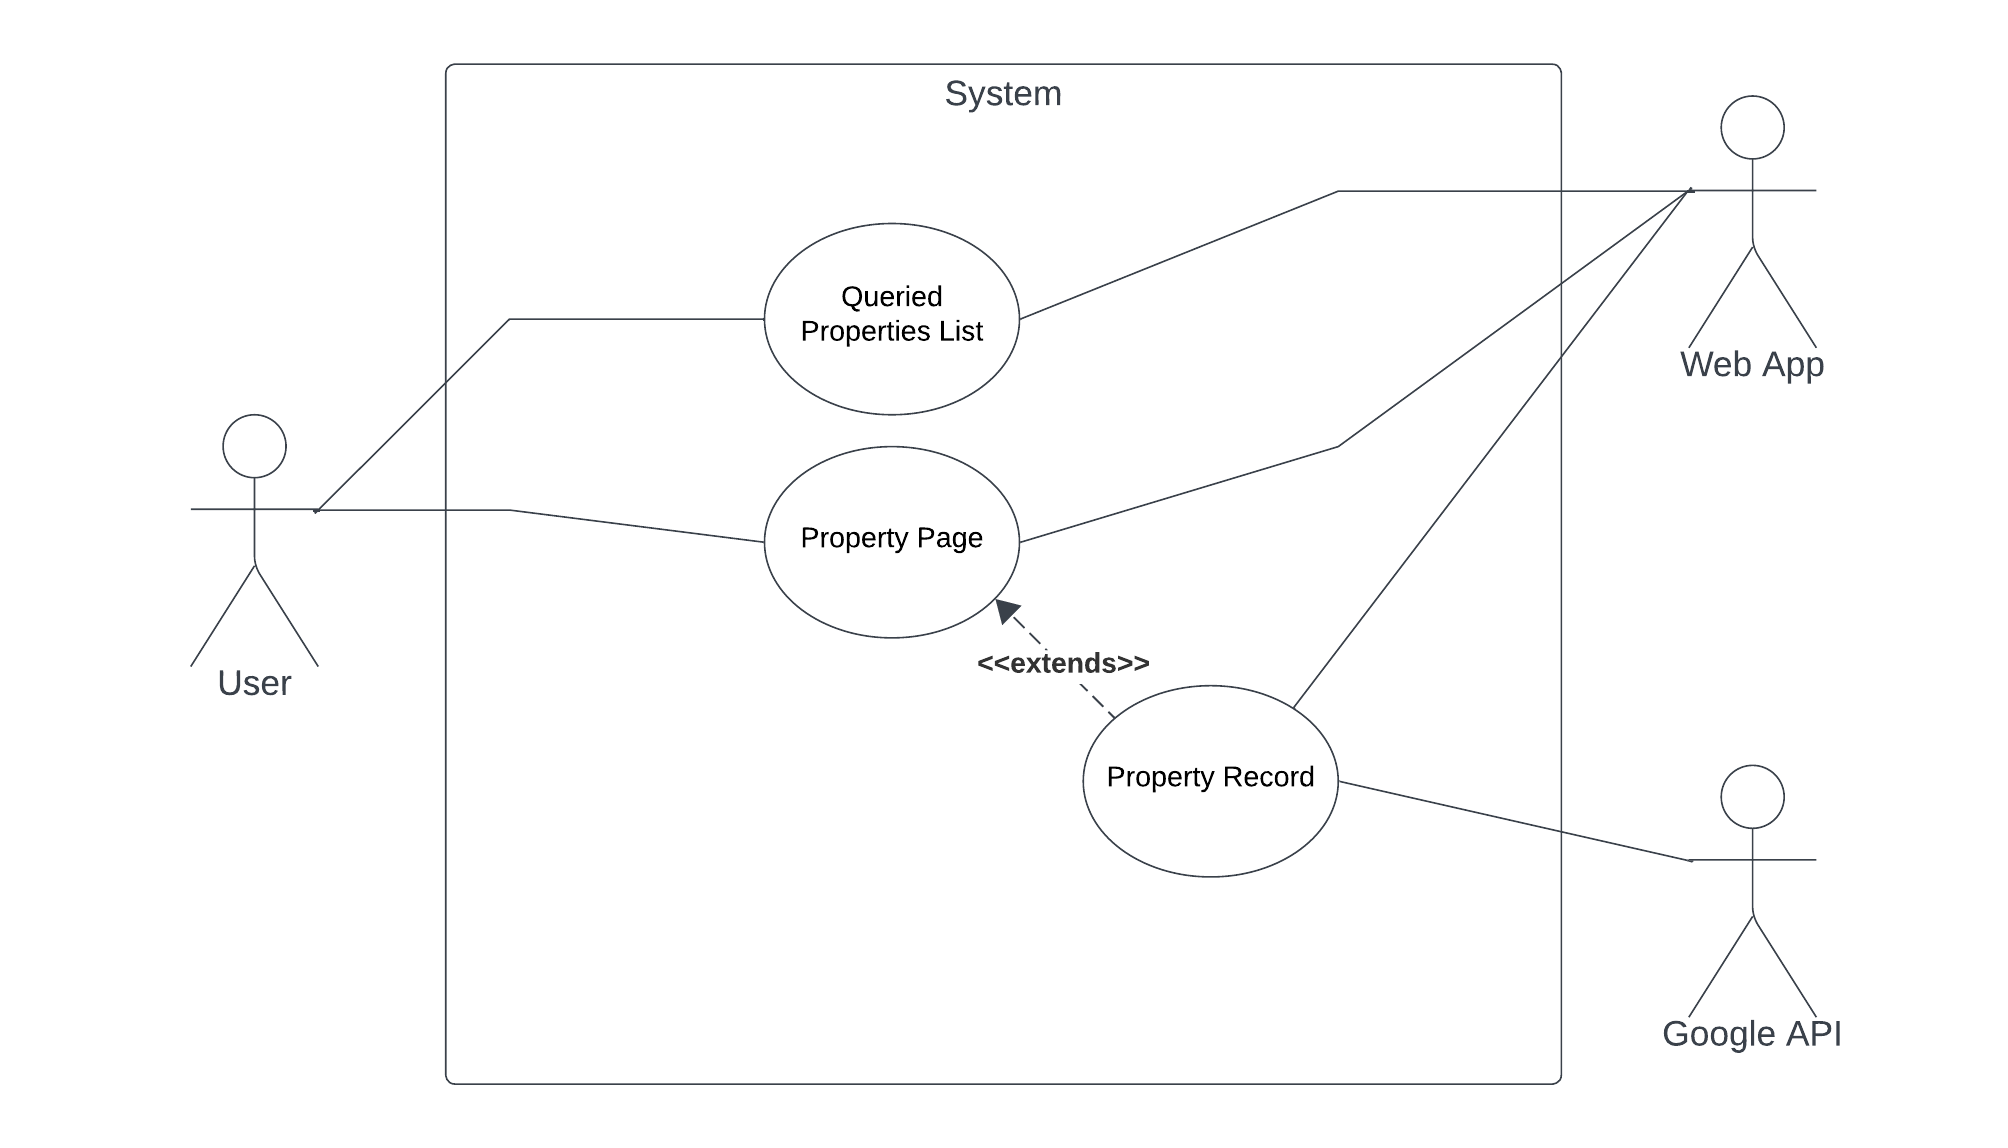 System
Queried
Properties List
Web App
Property Page
<<extends>>
User
Property Record
Google API